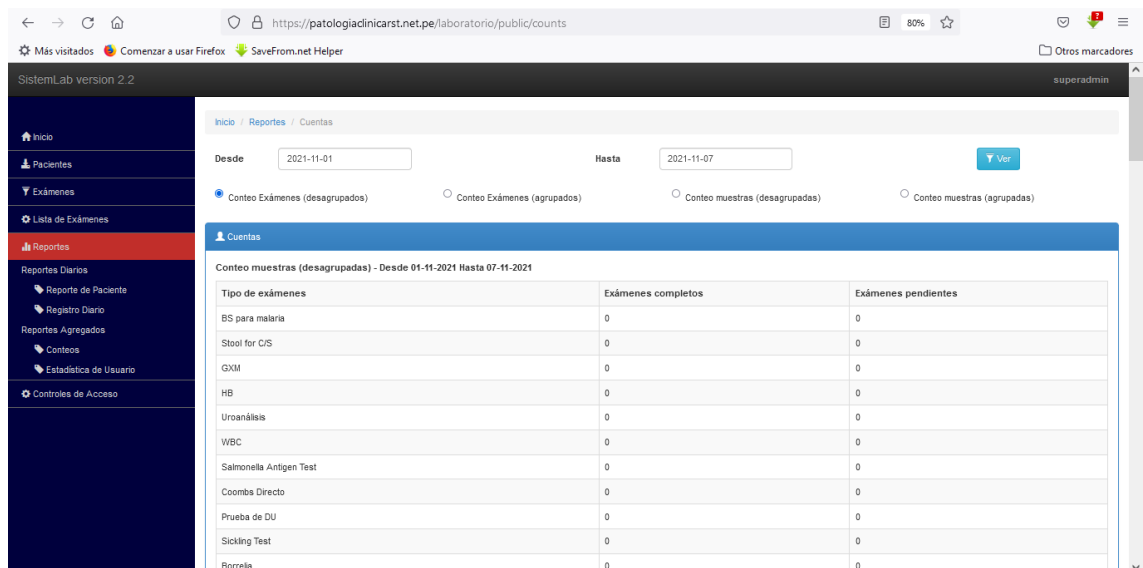 https://patologiaclinicarst.net.pe/laboratorio/public/counts 80%
Más visitados Comenzar a usar Firefox SaveFrom.net Helper Otros marcadores
SistemLab version 2.2 superadmin
Inicio
Pacientes
Exámenes
Lista de Exámenes
Reportes
Reportes Diarios
Reporte de Paciente
Registro Diario
Reportes Agregados
Conteos
Estadística de Usuario
Controles de Acceso
Inicio / Reportes / Cuentas
Desde 2021-11-01 Hasta 2021-11-07 Ver
Conteo Exámenes (desagrupados) Conteo Exámenes (agrupados) Conteo muestras (desagrupadas) Conteo muestras (agrupadas)
Cuentas
Conteo muestras (desagrupadas) - Desde 01-11-2021 Hasta 07-11-2021
Tipo de exámenes Exámenes completos Exámenes pendientes
BS para malaria 0 0
Stool for C/S 0 0
GXM 0 0
HB 0 0
Uroanálisis 0 0
WBC 0 0
Salmonella Antigen Test 0 0
Coombs Directo 0 0
Prueba de DU 0 0
Sickling Test 0 0
Borrelia 0 0